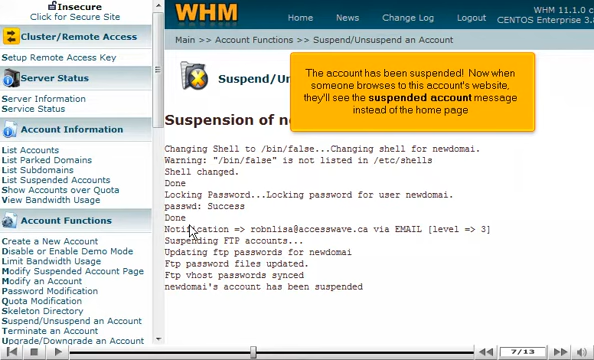 Insecure
Click for Secure Site
Cluster/Remote Access
Setup Remote Access Key
Server Status
Server Information
Service Status
Account Information
List Accounts
List Parked Domains
List Subdomains
List Suspended Accounts
Show Accounts over Quota
View Bandwidth Usage
Account Functions
Create a New Account
Disable or Enable Demo Mode
Limit Bandwidth Usage
Modify Suspended Account Page
Modify an Account
Password Modification
Quota Modification
Skeleton Directory
Suspend/Unsuspend an Account
Terminate an Account
Upgrade/Downgrade an Account
WHM
Home News Change Log Logout
WHM 11.1.0
CENTOS Enterprise 3.
Main >> Account Functions >> Suspend/Unsuspend an Account
Suspend/Un
The account has been suspended! Now when
someone browses to this account's website,
they'll see the suspended account message
instead of the home page
Suspension of
Changing Shell to /bin/false...Changing shell for newdomai.
Warning: "/bin/false" is not listed in /etc/shells
Shell changed.
Done
Locking Password...Locking password for user newdomai.
passwd: Success
Done
Notification => robnlisa@accesswave.ca via EMAIL [level => 3]
Suspending FTP accounts...
Updating ftp passwords for newdomai
Ftp password files updated.
Ftp vhost passwords synced
newdomai's account has been suspended
7/13